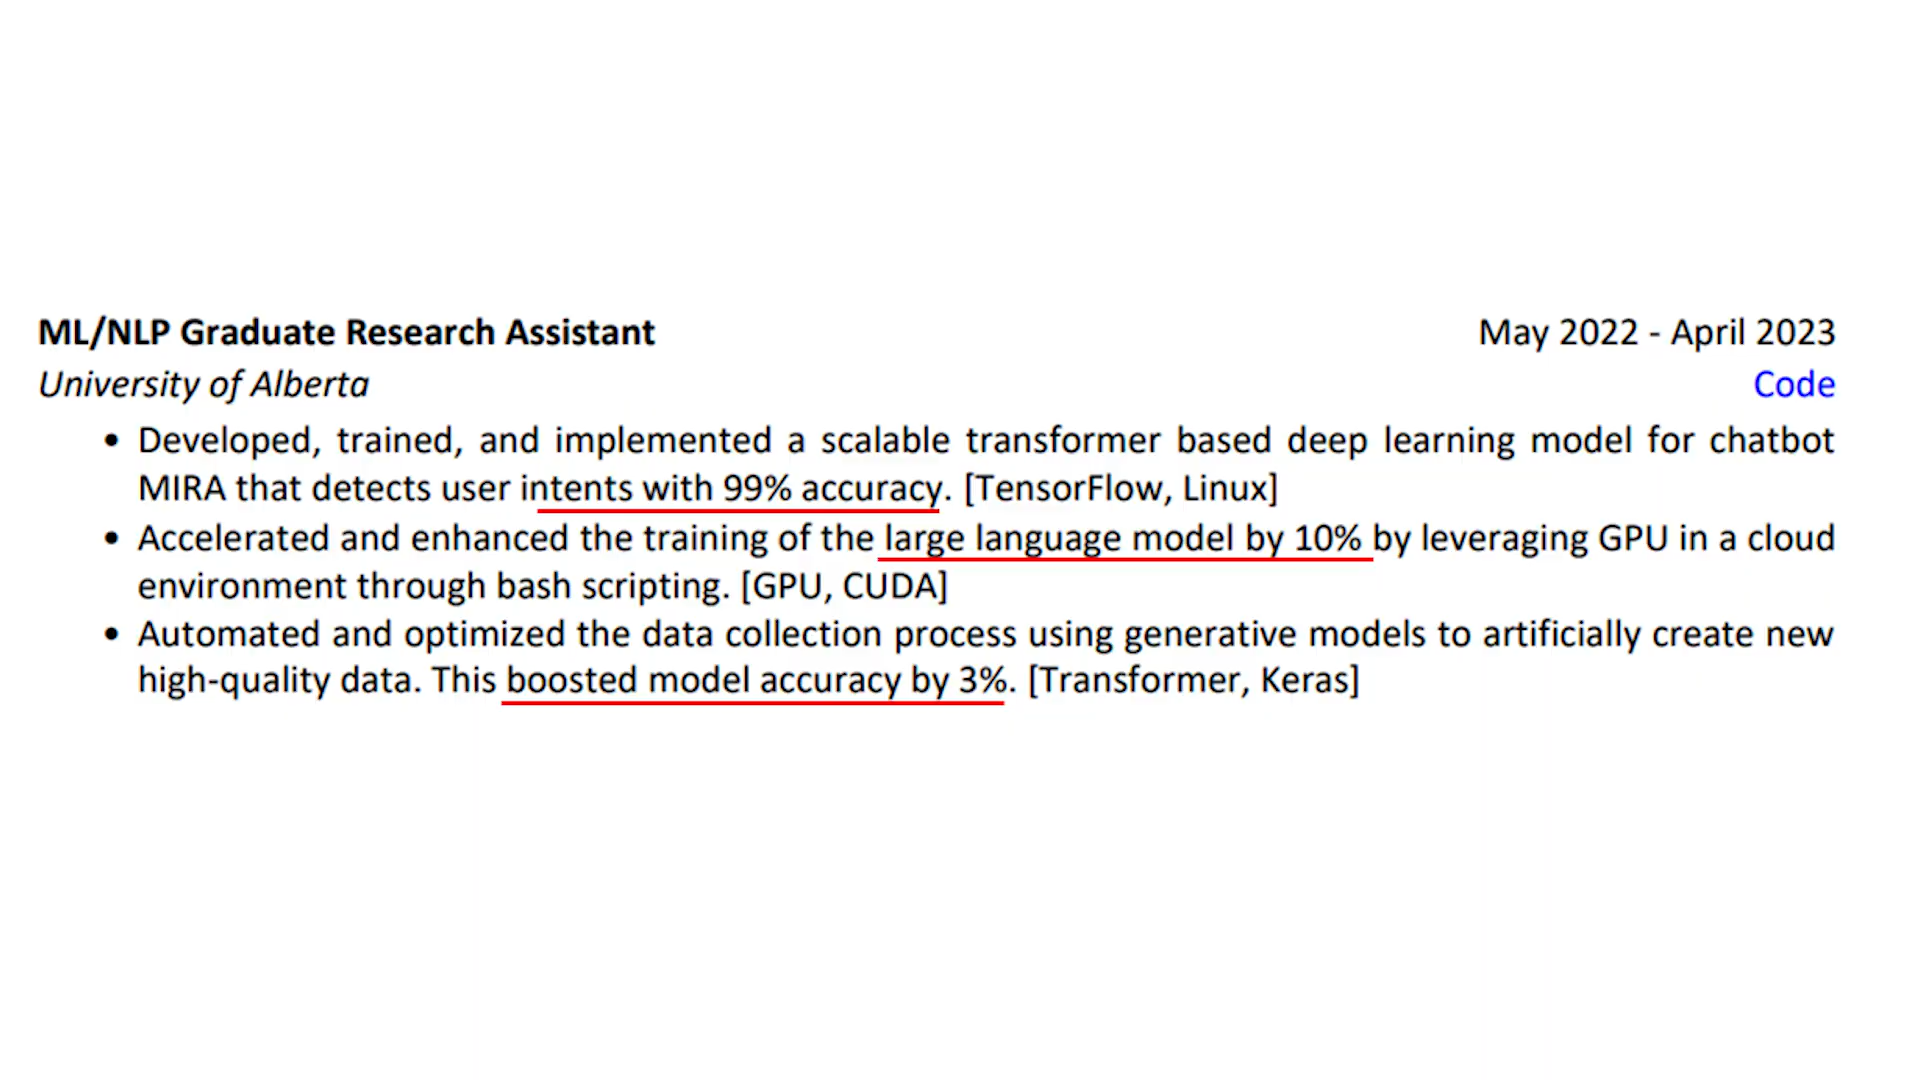 ML/NLP Graduate Research Assistant May 2022 - April 2023
University of Alberta Code
• Developed, trained, and implemented a scalable transformer based deep learning model for chatbot
MIRA that detects user intents with 99% accuracy. [TensorFlow, Linux]
• Accelerated and enhanced the training of the large language model by 10% by leveraging GPU in a cloud
environment through bash scripting. [GPU, CUDA]
• Automated and optimized the data collection process using generative models to artificially create new
high-quality data. This boosted model accuracy by 3%. [Transformer, Keras]